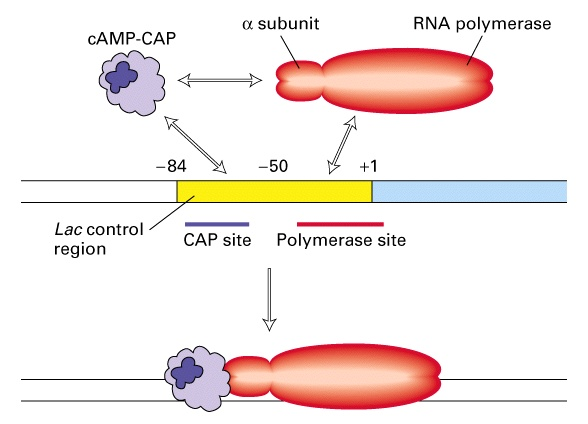 α subunit
RNA polymerase
cAMP-CAP
−84
−50
+1
Lac control
region
CAP site
Polymerase site